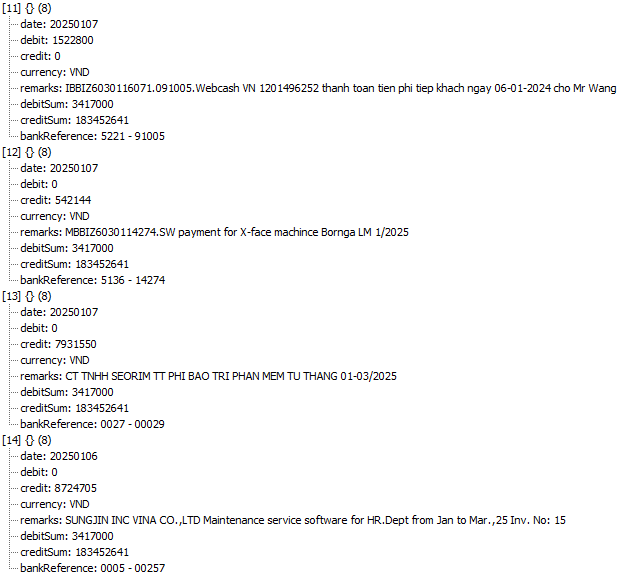 [11] {} (8)
date: 20250107
debit: 1522800
credit: 0
currency: VND
remarks: IBBIZ6030116071.091005.Webcash VN 1201496252 thanh toan tien phi tiep khach ngay 06-01-2024 cho Mr Wang
debitSum: 3417000
creditSum: 183452641
bankReference: 5221 - 91005
[12] {} (8)
date: 20250107
debit: 0
credit: 542144
currency: VND
remarks: MBBIZ6030114274.SW payment for X-face machince Bornga LM 1/2025
debitSum: 3417000
creditSum: 183452641
bankReference: 5136 - 14274
[13] {} (8)
date: 20250107
debit: 0
credit: 7931550
currency: VND
remarks: CT TNHH SEORIM TT PHI BAO TRI PHAN MEM TU THANG 01-03/2025
debitSum: 3417000
creditSum: 183452641
bankReference: 0027 - 00029
[14] {} (8)
date: 20250106
debit: 0
credit: 8724705
currency: VND
remarks: SUNGJIN INC VINA CO.,LTD Maintenance service software for HR.Dept from Jan to Mar.,25 Inv. No: 15
debitSum: 3417000
creditSum: 183452641
bankReference: 0005 - 00257